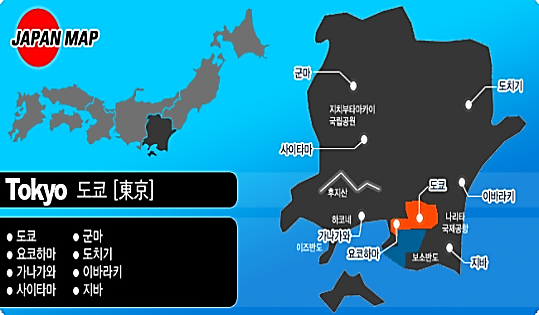 JAPAN MAP
Tokyo 도쿄 [東京]
도쿄
요코하마
가나가와
사이타마
군마
도치기
이바라키
지바
군마
도치기
지치부타마카이
국립공원
사이타마
후지산
도쿄
이바라키
하코네
나리타
국제공항
가나가와
이즈반도
요코하마
보소반도
지바